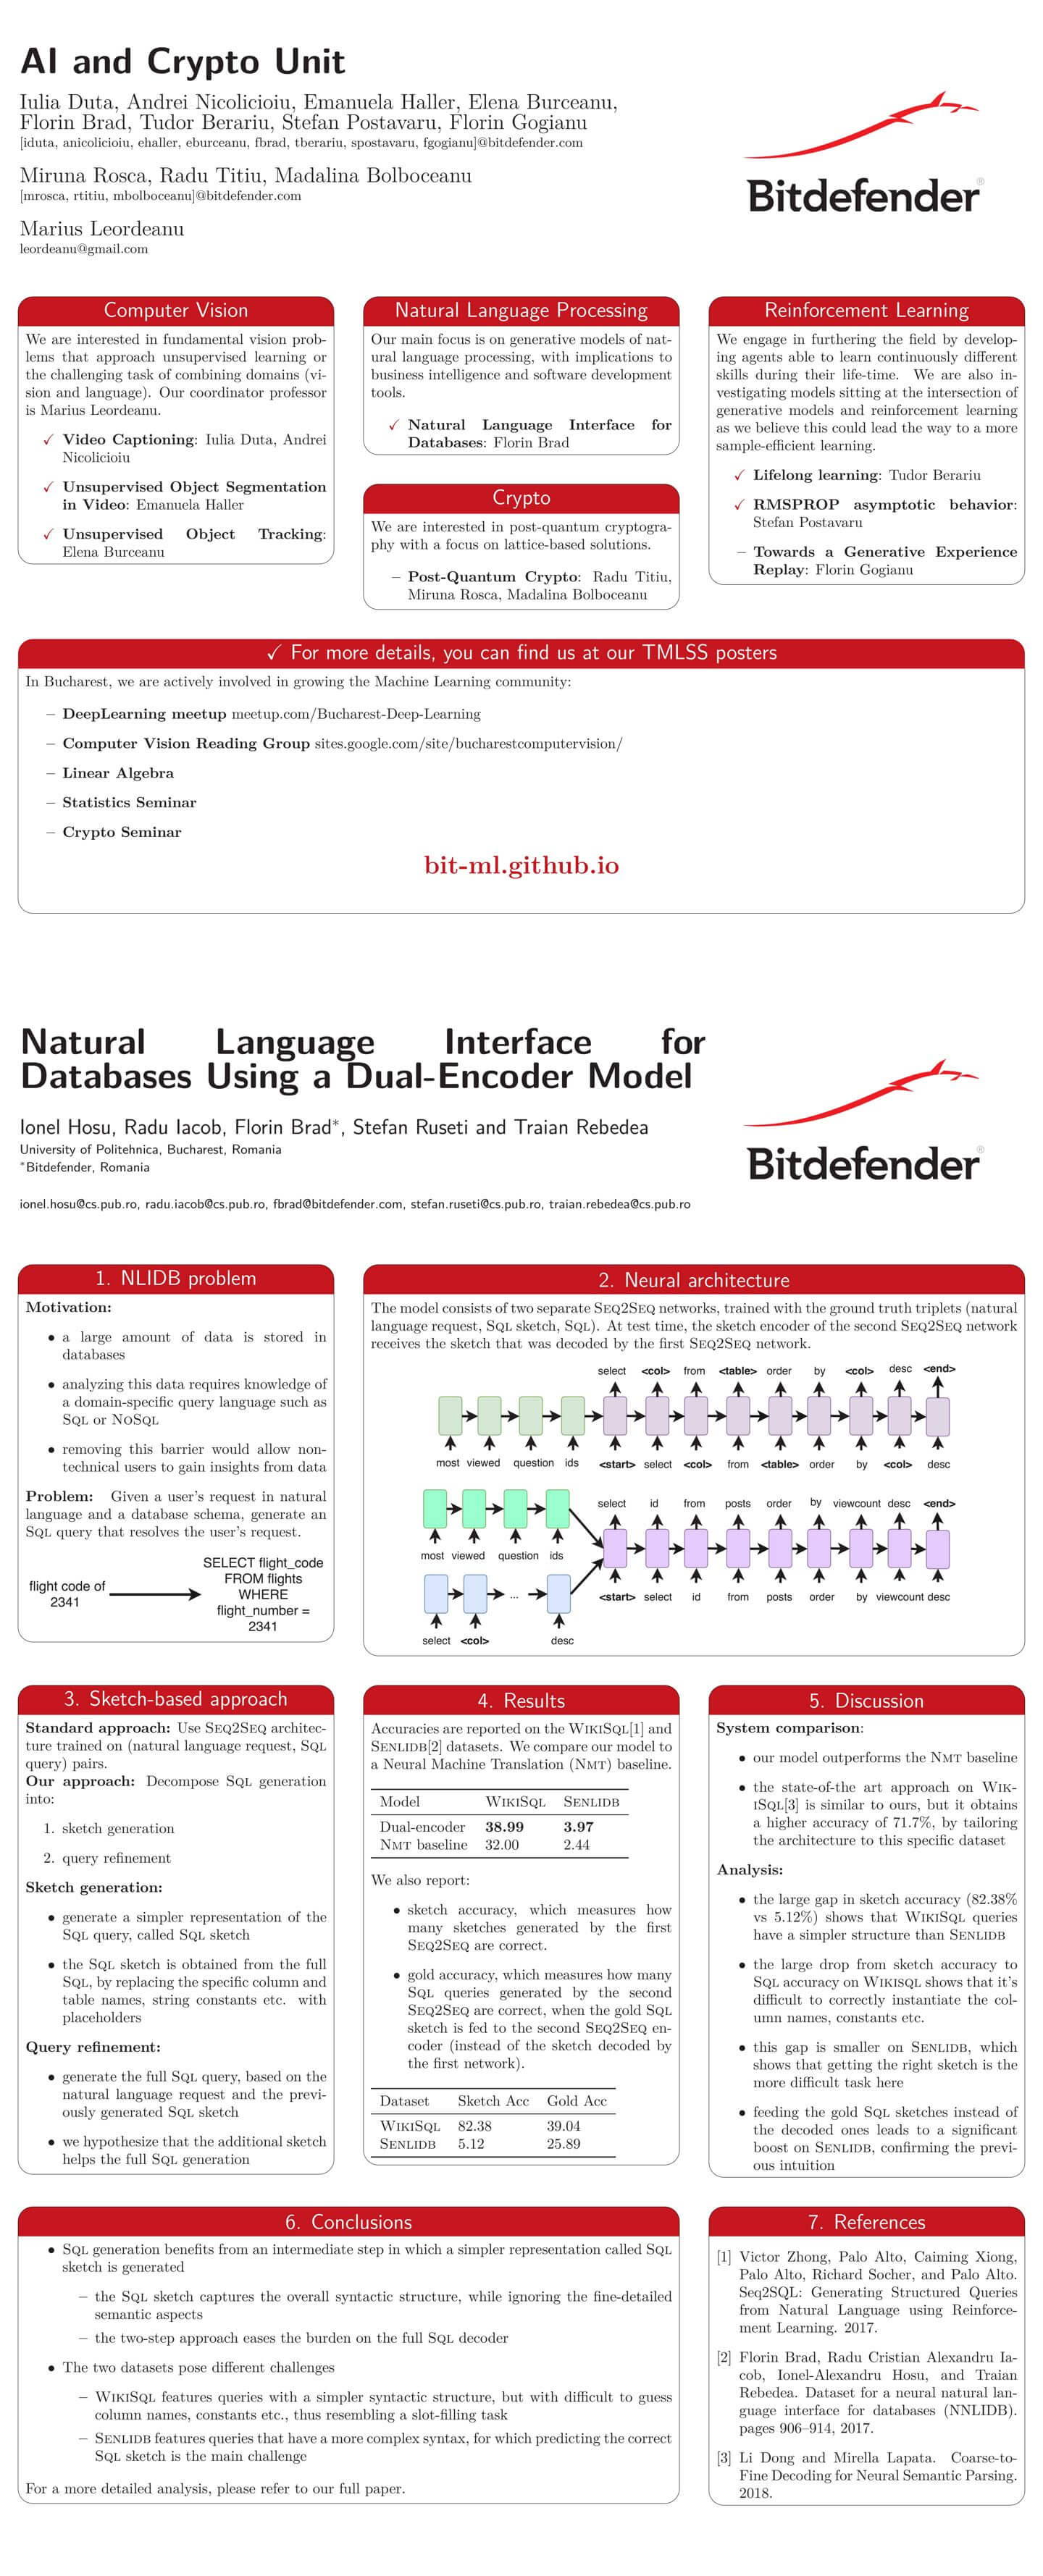 AI and Crypto Unit
Iulia Duta, Andrei Nicolicioiu, Emanuela Haller, Elena Burceanu,
Florin Brad, Tudor Berariu, Stefan Postavaru, Florin Gogianu
[iduta, anicolicioiu, ehaller, eburceanu, fbrad, tberariu, spostavaru, fgogianu]@bitdefender.com
Miruna Rosca, Radu Titiu, Madalina Bolboceanu
[mrosca, rtitiu, mbolboceanu]@bitdefender.com
Marius Leordeanu
leordeanu@gmail.com
Bitdefender®
Computer Vision
We are interested in fundamental vision prob-
lems that approach unsupervised learning or
the challenging task of combining domains (vi-
sion and language). Our coordinator professor
is Marius Leordeanu.
✓ Video Captioning: Iulia Duta, Andrei
Nicolicioiu
✓ Unsupervised Object Segmentation
in Video: Emanuela Haller
✓ Unsupervised Object Tracking:
Elena Burceanu
Natural Language Processing
Our main focus is on generative models of nat-
ural language processing, with implications to
business intelligence and software development
tools.
✓ Natural Language Interface for
Databases: Florin Brad
Crypto
We are interested in post-quantum cryptogra-
phy with a focus on lattice-based solutions.
– Post-Quantum Crypto: Radu Titiu,
Miruna Rosca, Madalina Bolboceanu
Reinforcement Learning
We engage in furthering the field by develop-
ing agents able to learn continuously different
skills during their life-time. We are also in-
vestigating models sitting at the intersection of
generative models and reinforcement learning
as we believe this could lead the way to a more
sample-efficient learning.
✓ Lifelong learning: Tudor Berariu
✓ RMSPROP asymptotic behavior:
Stefan Postavaru
– Towards a Generative Experience
Replay: Florin Gogianu
✓ For more details, you can find us at our TMLSS posters
In Bucharest, we are actively involved in growing the Machine Learning community:
– DeepLearning meetup meetup.com/Bucharest-Deep-Learning
– Computer Vision Reading Group sites.google.com/site/bucharestcomputervision/
– Linear Algebra
– Statistics Seminar
– Crypto Seminar
bit-ml.github.io
Natural Language Interface for
Databases Using a Dual-Encoder Model
Ionel Hosu, Radu Iacob, Florin Brad*, Stefan Ruseti and Traian Rebedea
University of Politehnica, Bucharest, Romania
*Bitdefender, Romania
ionel.hosu@cs.pub.ro, radu.iacob@cs.pub.ro, fbrad@bitdefender.com, stefan.ruseti@cs.pub.ro, traian.rebedea@cs.pub.ro
Bitdefender®
1. NLIDB problem
Motivation:
• a large amount of data is stored in
databases
• analyzing this data requires knowledge of
a domain-specific query language such as
SQL or NOSQL
• removing this barrier would allow non-
technical users to gain insights from data
Problem: Given a user's request in natural
language and a database schema, generate an
SQL query that resolves the user's request.
flight code of
2341
SELECT flight_code
FROM flights
WHERE
flight_number =
2341
2. Neural architecture
The model consists of two separate SEQ2SEQ networks, trained with the ground truth triplets (natural
language request, SQL sketch, SQL). At test time, the sketch encoder of the second SEQ2SEQ network
receives the sketch that was decoded by the first SEQ2SEQ network.
select <col> from <table> order by <col> desc <end>
most viewed question ids <start> select <col> from <table> order by <col> desc
select id from posts order by viewcount desc <end>
most viewed question ids
...
<start> select id from posts order by viewcount desc
select <col> desc
3. Sketch-based approach
Standard approach: Use SEQ2SEQ architec-
ture trained on (natural language request, SQL
query) pairs.
Our approach: Decompose SQL generation
into:
1. sketch generation
2. query refinement
Sketch generation:
• generate a simpler representation of the
SQL query, called SQL sketch
• the SQL sketch is obtained from the full
SQL, by replacing the specific column and
table names, string constants etc. with
placeholders
Query refinement:
• generate the full SQL query, based on the
natural language request and the previ-
ously generated SQL sketch
• we hypothesize that the additional sketch
helps the full SQL generation
4. Results
Accuracies are reported on the WIKISQL[1] and
SENLIDB[2] datasets. We compare our model to
a Neural Machine Translation (NMT) baseline.
Model WIKISQL SENLIDB
Dual-encoder 38.99 3.97
NMT baseline 32.00 2.44
We also report:
• sketch accuracy, which measures how
many sketches generated by the first
SEQ2SEQ are correct.
• gold accuracy, which measures how many
SQL queries generated by the second
SEQ2SEQ are correct, when the gold SQL
sketch is fed to the second SEQ2SEQ en-
coder (instead of the sketch decoded by
the first network).
Dataset Sketch Acc Gold Acc
WIKISQL 82.38 39.04
SENLIDB 5.12 25.89
5. Discussion
System comparison:
• our model outperforms the NMT baseline
• the state-of-the art approach on WIK-
ISQL[3] is similar to ours, but it obtains
a higher accuracy of 71.7%, by tailoring
the architecture to this specific dataset
Analysis:
• the large gap in sketch accuracy (82.38%
vs 5.12%) shows that WIKISQL queries
have a simpler structure than SENLIDB
• the large drop from sketch accuracy to
SQL accuracy on WIKISQL shows that it's
difficult to correctly instantiate the col-
umn names, constants etc.
• this gap is smaller on SENLIDB, which
shows that getting the right sketch is the
more difficult task here
• feeding the gold SQL sketches instead of
the decoded ones leads to a significant
boost on SENLIDB, confirming the previ-
ous intuition
6. Conclusions
• SQL generation benefits from an intermediate step in which a simpler representation called SQL
sketch is generated
– the SQL sketch captures the overall syntactic structure, while ignoring the fine-detailed
semantic aspects
– the two-step approach eases the burden on the full SQL decoder
• The two datasets pose different challenges
– WIKISQL features queries with a simpler syntactic structure, but with difficult to guess
column names, constants etc., thus resembling a slot-filling task
– SENLIDB features queries that have a more complex syntax, for which predicting the correct
SQL sketch is the main challenge
For a more detailed analysis, please refer to our full paper.
7. References
[1] Victor Zhong, Palo Alto, Caiming Xiong,
Palo Alto, Richard Socher, and Palo Alto.
Seq2SQL: Generating Structured Queries
from Natural Language using Reinforce-
ment Learning. 2017.
[2] Florin Brad, Radu Cristian Alexandru Ia-
cob, Ionel-Alexandru Hosu, and Traian
Rebedea. Dataset for a neural natural lan-
guage interface for databases (NNLIDB).
pages 906–914, 2017.
[3] Li Dong and Mirella Lapata. Coarse-to-
Fine Decoding for Neural Semantic Parsing.
2018.